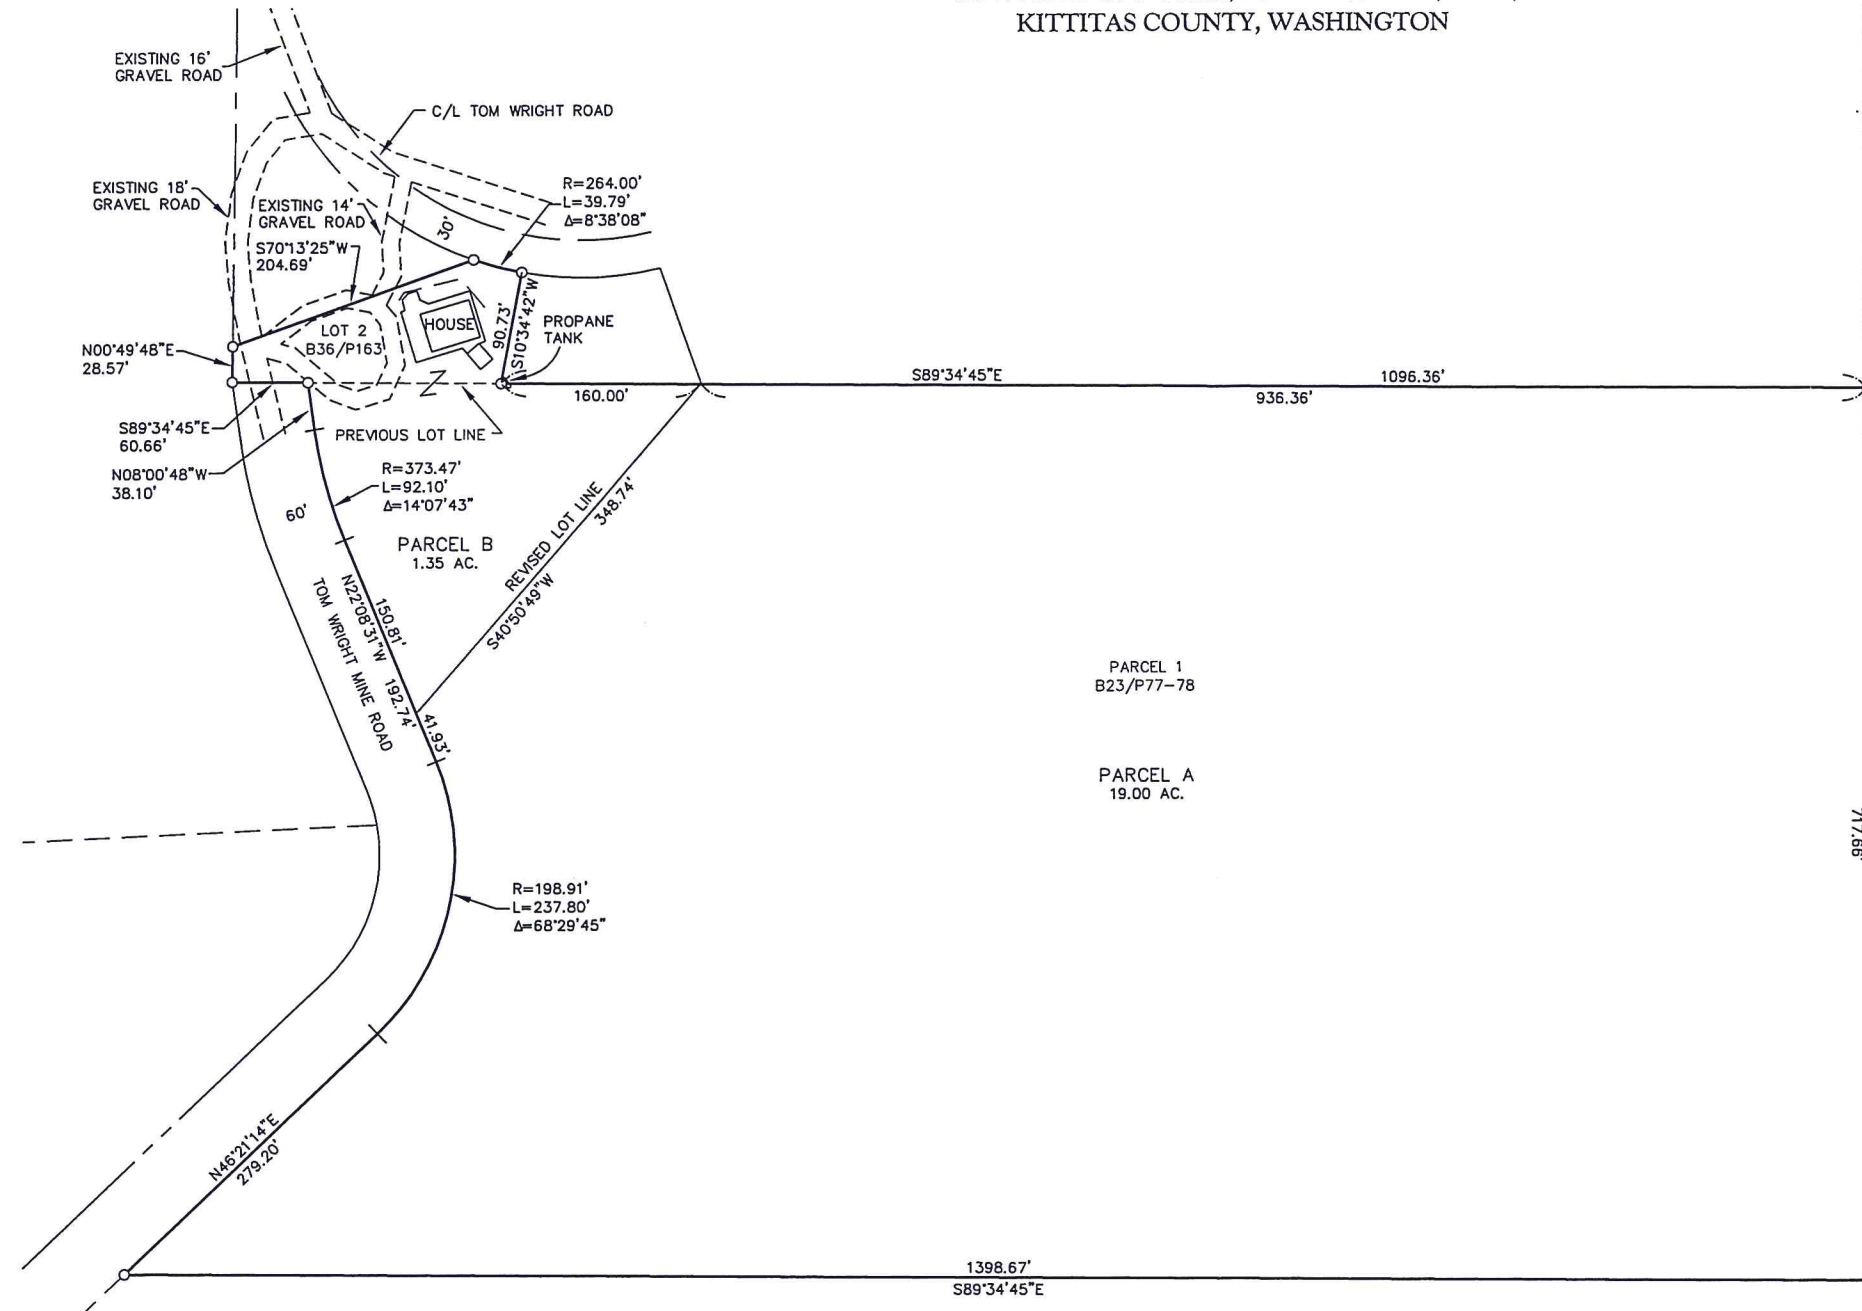 KITTITAS COUNTY, WASHINGTON
EXISTING 16'
GRAVEL ROAD
C/L TOM WRIGHT ROAD
EXISTING 18'
GRAVEL ROAD
EXISTING 14'
GRAVEL ROAD
R=264.00'
L=39.79'
Δ=8°38'08"
30'
S70°13'25"W
204.69'
HOUSE
LOT 2
B36/P163
90.73'
S10°34'42"W
PROPANE
TANK
N00°49'48"E
28.57'
S89°34'45"E
1096.36'
160.00'
936.36'
S89°34'45"E
60.66'
PREVIOUS LOT LINE
N08°00'48"W
38.10'
R=373.47'
L=92.10'
Δ=14°07'43"
60'
PARCEL B
1.35 AC.
REVISED LOT LINE
348.74'
S40°50'49"W
150.81'
N22°08'31"W 192.74'
TOM WRIGHT MINE ROAD
41.93'
PARCEL 1
B23/P77-78
PARCEL A
19.00 AC.
717.66'
R=198.91'
L=237.80'
Δ=68°29'45"
N46°21'14"E
279.20'
1398.67'
S89°34'45"E